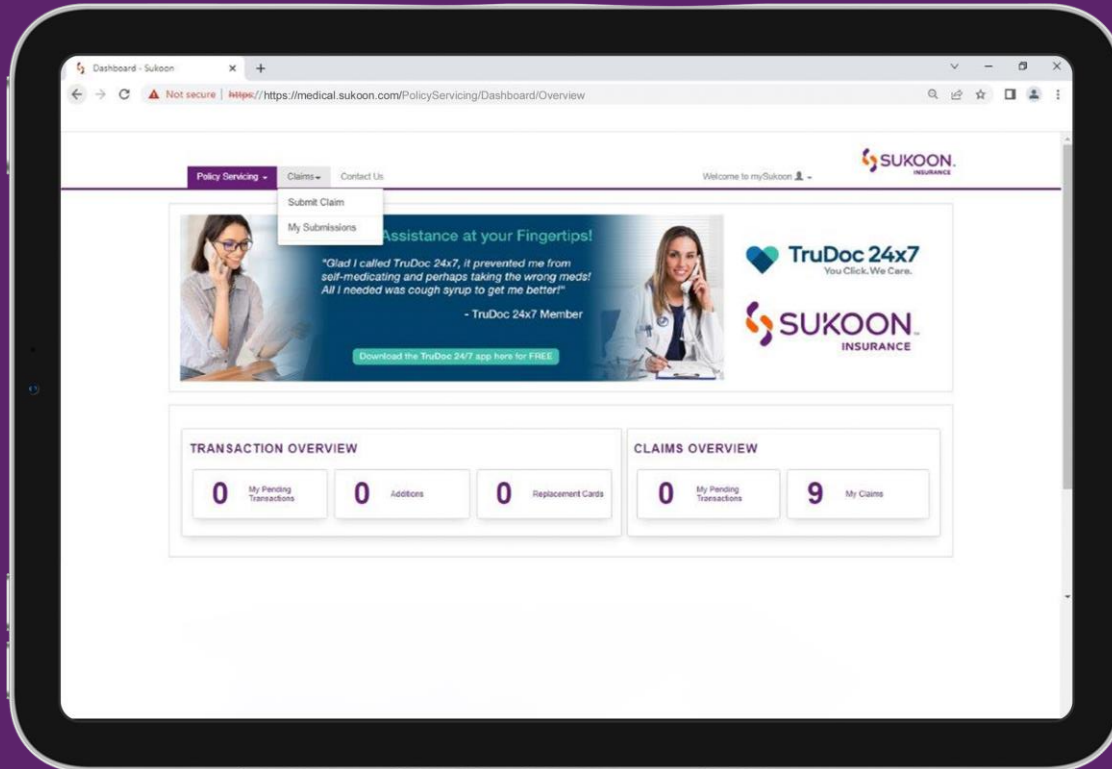 Dashboard - Sukoon
Not secure | https://https://medical.sukoon.com/PolicyServicing/Dashboard/Overview
SUKOON.
INSURANCE
Policy Servicing
Claims
Contact Us
Welcome to mySukoon
Submit Claim
My Submissions
Assistance at your Fingertips!
"Glad I called TruDoc 24x7, it prevented me from
self-medicating and perhaps taking the wrong meds!
All I needed was cough syrup to get me better!"
- TruDoc 24x7 Member
Download the TruDoc 24/7 app here for FREE
TruDoc 24x7
You Click. We Care.
SUKOON
INSURANCE
TRANSACTION OVERVIEW
0 My Pending
Transactions
0 Additions
0 Replacement Cards
CLAIMS OVERVIEW
0 My Pending
Transactions
9 My Claims